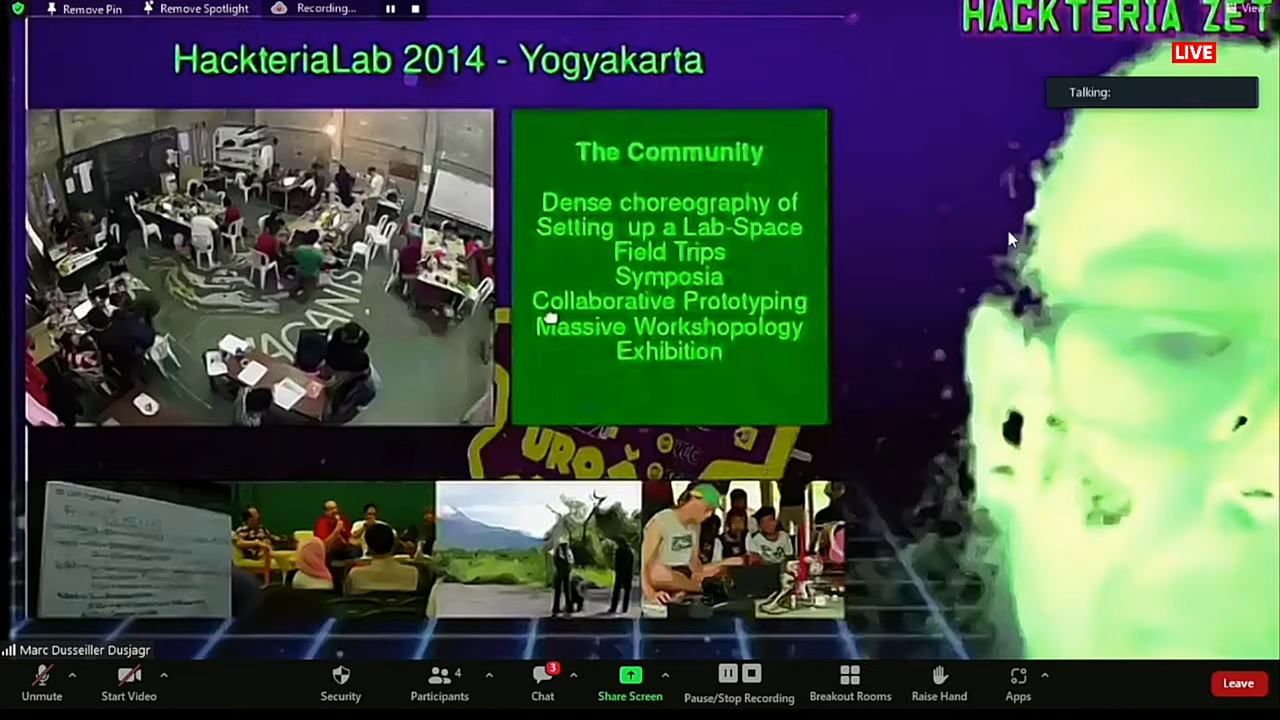 Remove Pin
Remove Spotlight
Recording...
View
HACKTERIA ZET
LIVE
HackteriaLab 2014 - Yogyakarta
Talking:
The Community
Dense choreography of
Setting up a Lab-Space
Field Trips
Symposia
Collaborative Prototyping
Massive Workshopology
Exhibition
Marc Dusseiller Dusjagr
Unmute
Start Video
Security
4
Participants
3
Chat
Share Screen
Pause/Stop Recording
Breakout Rooms
Raise Hand
Apps
Leave